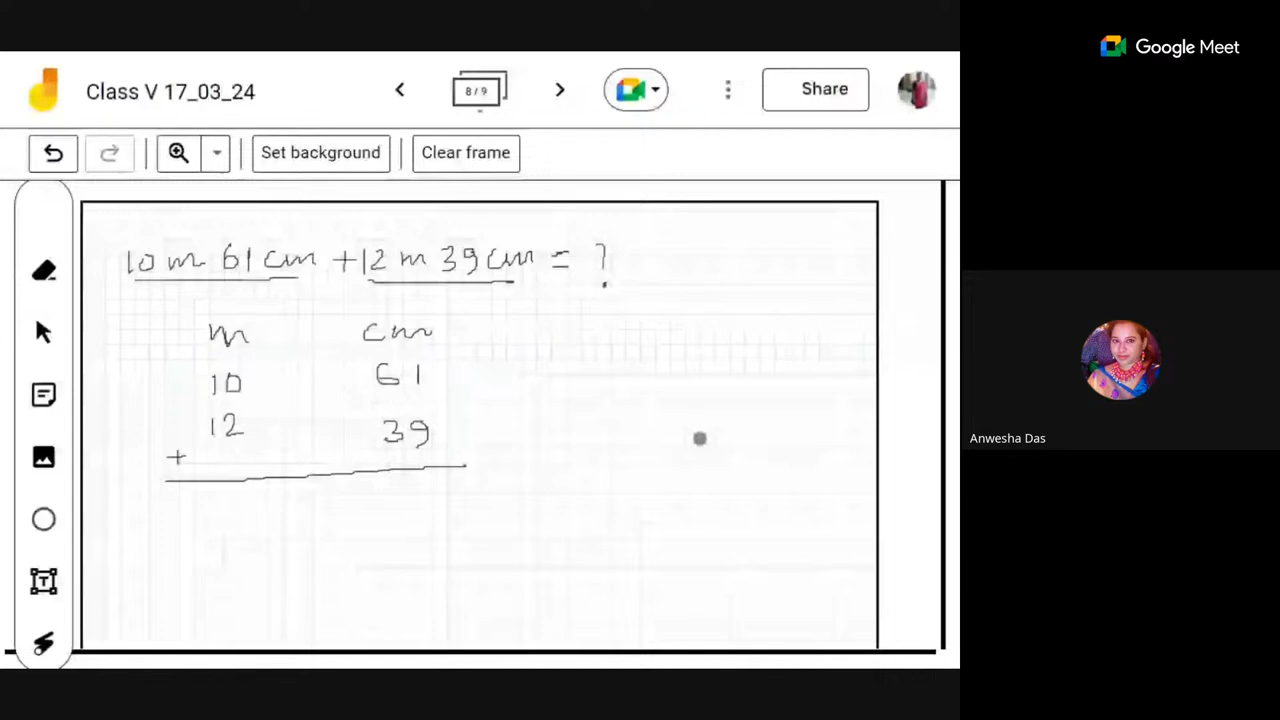 Google Meet
Class V 17_03_24
8/9
Share
Set background
Clear frame
10 m 61 cm + 12 m 39 cm = ?
m cm
10 61
12 39
+
T
Anwesha Das